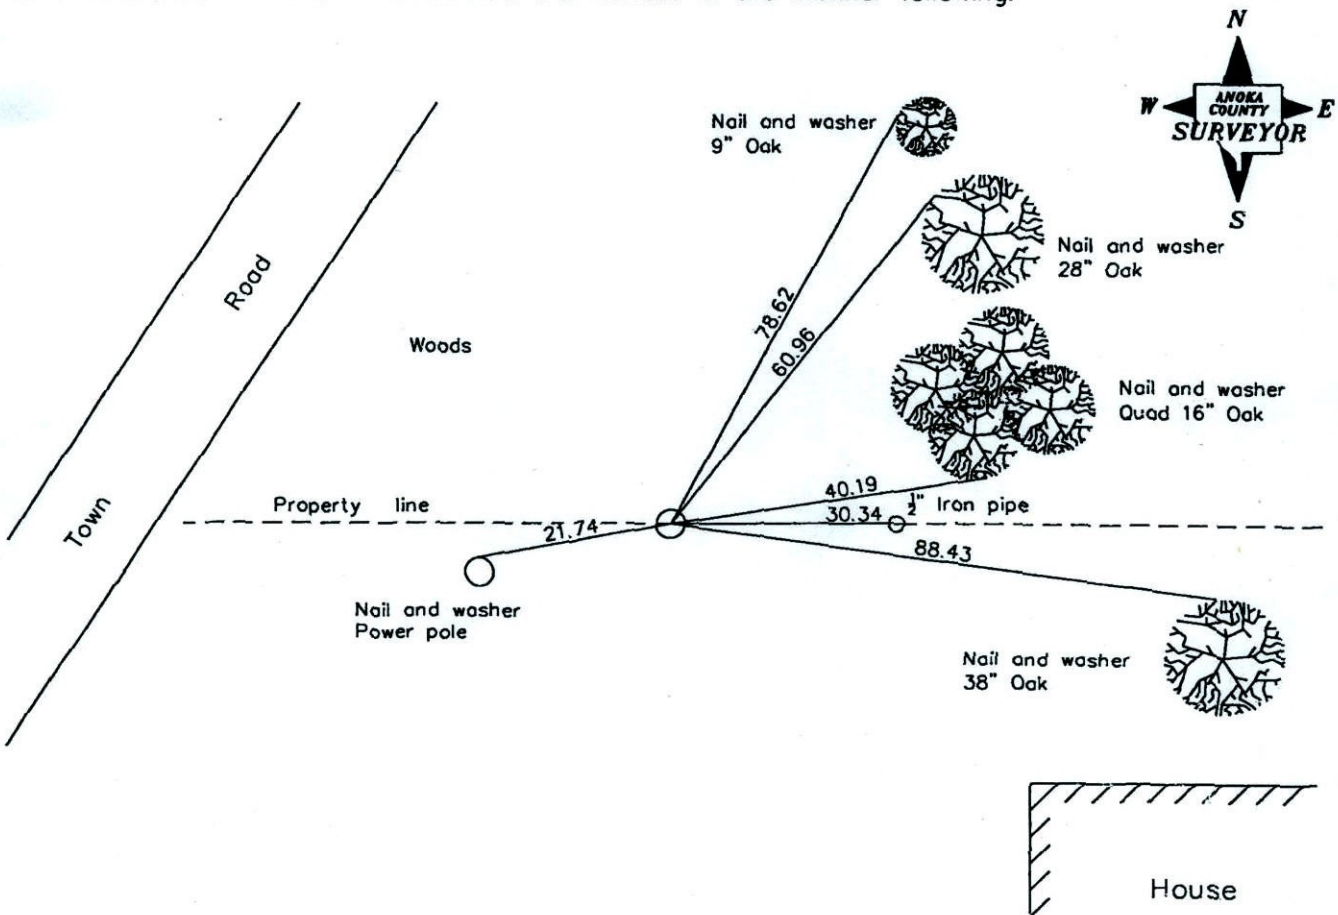 following:
N
W
ANOKA
COUNTY
SURVEYOR
E
S
Nail and washer
9" Oak
Nail and washer
28" Oak
Road
78.62
60.96
Woods
Nail and washer
Quad 16" Oak
Town
Property line
40.19
30.34
½" Iron pipe
21.74
88.43
Nail and washer
Power pole
Nail and washer
38" Oak
House